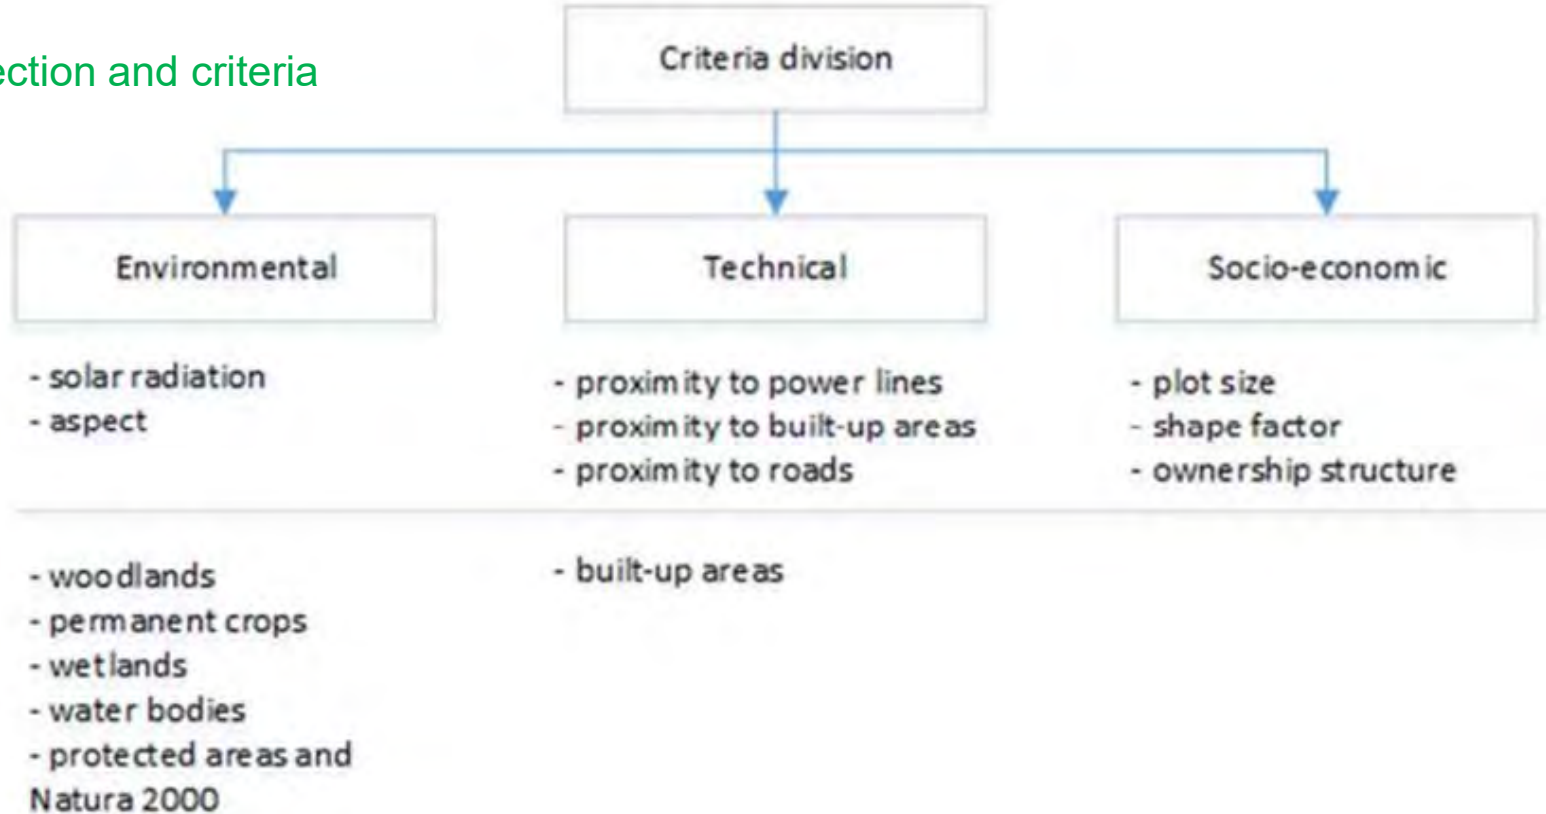 ection and criteria
Criteria division
Environmental
Technical
Socio-economic
- solar radiation
- aspect
- proximity to power lines
- proximity to built-up areas
- proximity to roads
- plot size
- shape factor
- ownership structure
- woodlands
- permanent crops
- wetlands
- water bodies
- protected areas and
Natura 2000
- built-up areas